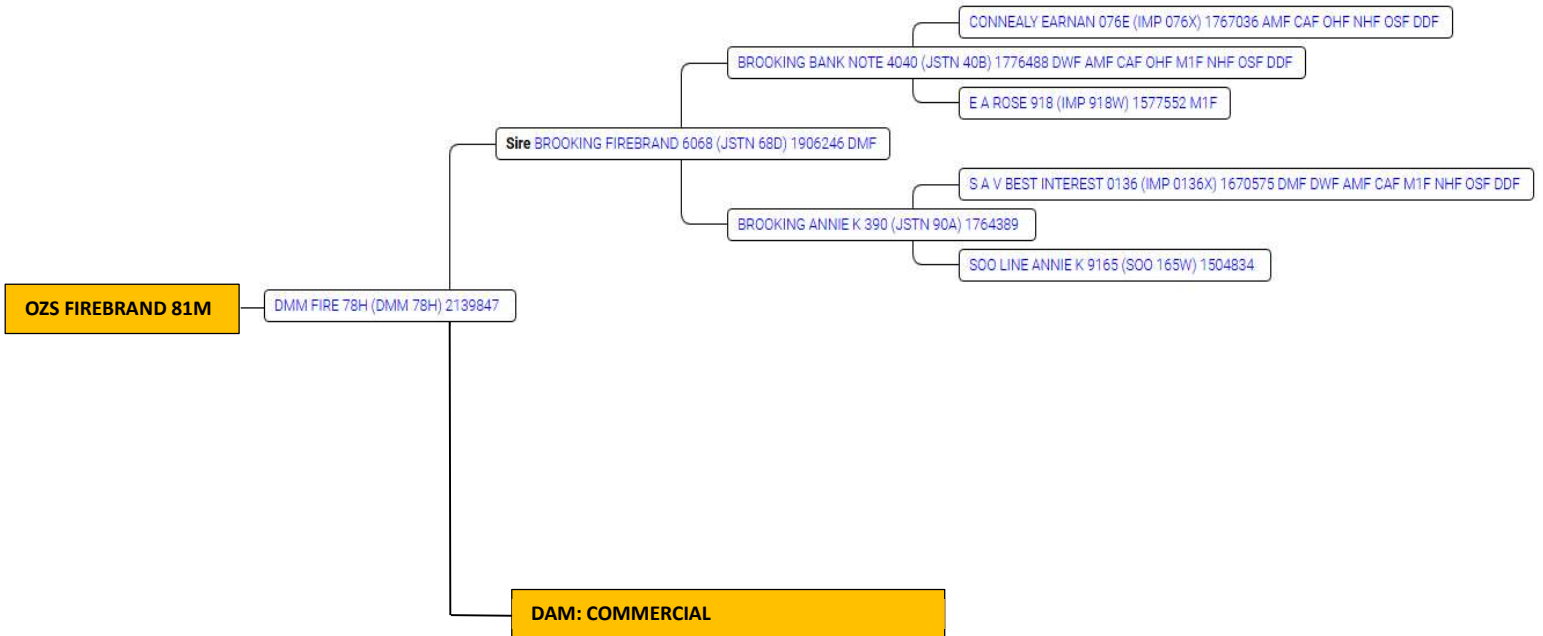 CONNEALY EARNAN 076E (IMP 076X) 1767036 AMF CAF OHF NHF OSF DDF
BROOKING BANK NOTE 4040 (JSTN 40B) 1776488 DWF AMF CAF OHF M1F NHF OSF DDF
E A ROSE 918 (IMP 918W) 1577552 M1F
Sire BROOKING FIREBRAND 6068 (JSTN 68D) 1906246 DMF
S A V BEST INTEREST 0136 (IMP 0136X) 1670575 DMF DWF AMF CAF M1F NHF OSF DDF
BROOKING ANNIE K 390 (JSTN 90A) 1764389
SOO LINE ANNIE K 9165 (SOO 165W) 1504834
OZS FIREBRAND 81M
DMM FIRE 78H (DMM 78H) 2139847
DAM: COMMERCIAL